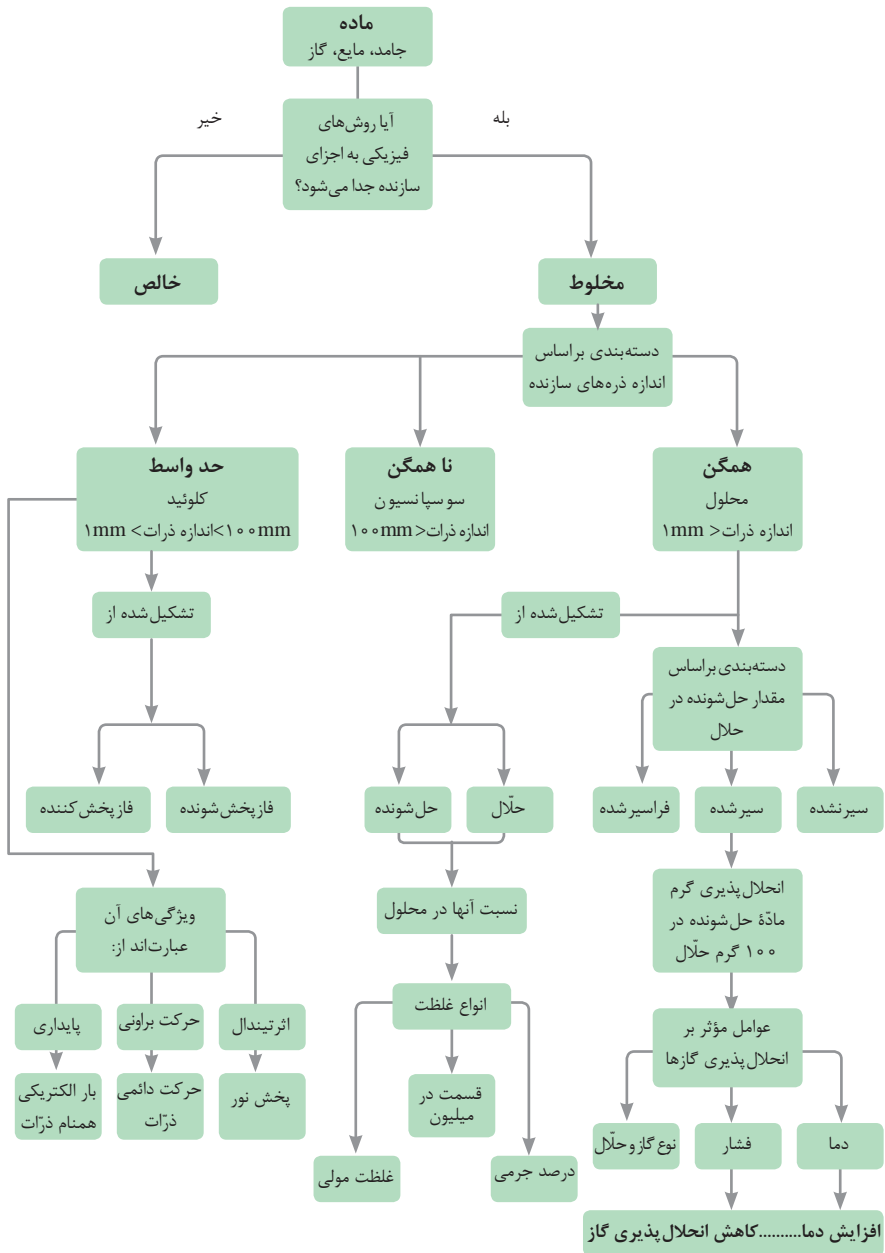 ماده
جامد، مایع، گاز
آیا روش‌های
فیزیکی به اجزای
سازنده جدا می‌شود؟
بله
خیر
مخلوط
خالص
دسته‌بندی براساس
اندازه ذره‌های سازنده
همگن
محلول
اندازه ذرات< ۱mm
نا همگن
سوسپانسیون
اندازه ذرات>۱۰۰mm
حد واسط
کلوئید
۱۰۰mm>اندازه ذرات> ۱mm
تشکیل‌شده از
تشکیل‌شده از
دسته‌بندی براساس
مقدار حل‌شونده در
حلال
سیرنشده
سیرشده
فراسیرشده
حلّال
حل‌شونده
فازپخش‌شونده
فازپخش‌کننده
انحلال‌پذیری گرم
مادّهٔ حل‌شونده در
۱۰۰ گرم حلّال
نسبت آنها در محلول
ویژگی‌های آن
عبارت‌اند از:
انواع غلظت
عوامل مؤثر بر
انحلال‌پذیری گازها
اثرتیندال
حرکت براونی
پایداری
پخش نور
حرکت دائمی
ذرّات
بار الکتریکی
همنام ذرّات
قسمت در
میلیون
درصد جرمی
غلظت مولی
دما
فشار
نوع گازوحلّال
افزایش دما..........کاهش انحلال‌پذیری گاز